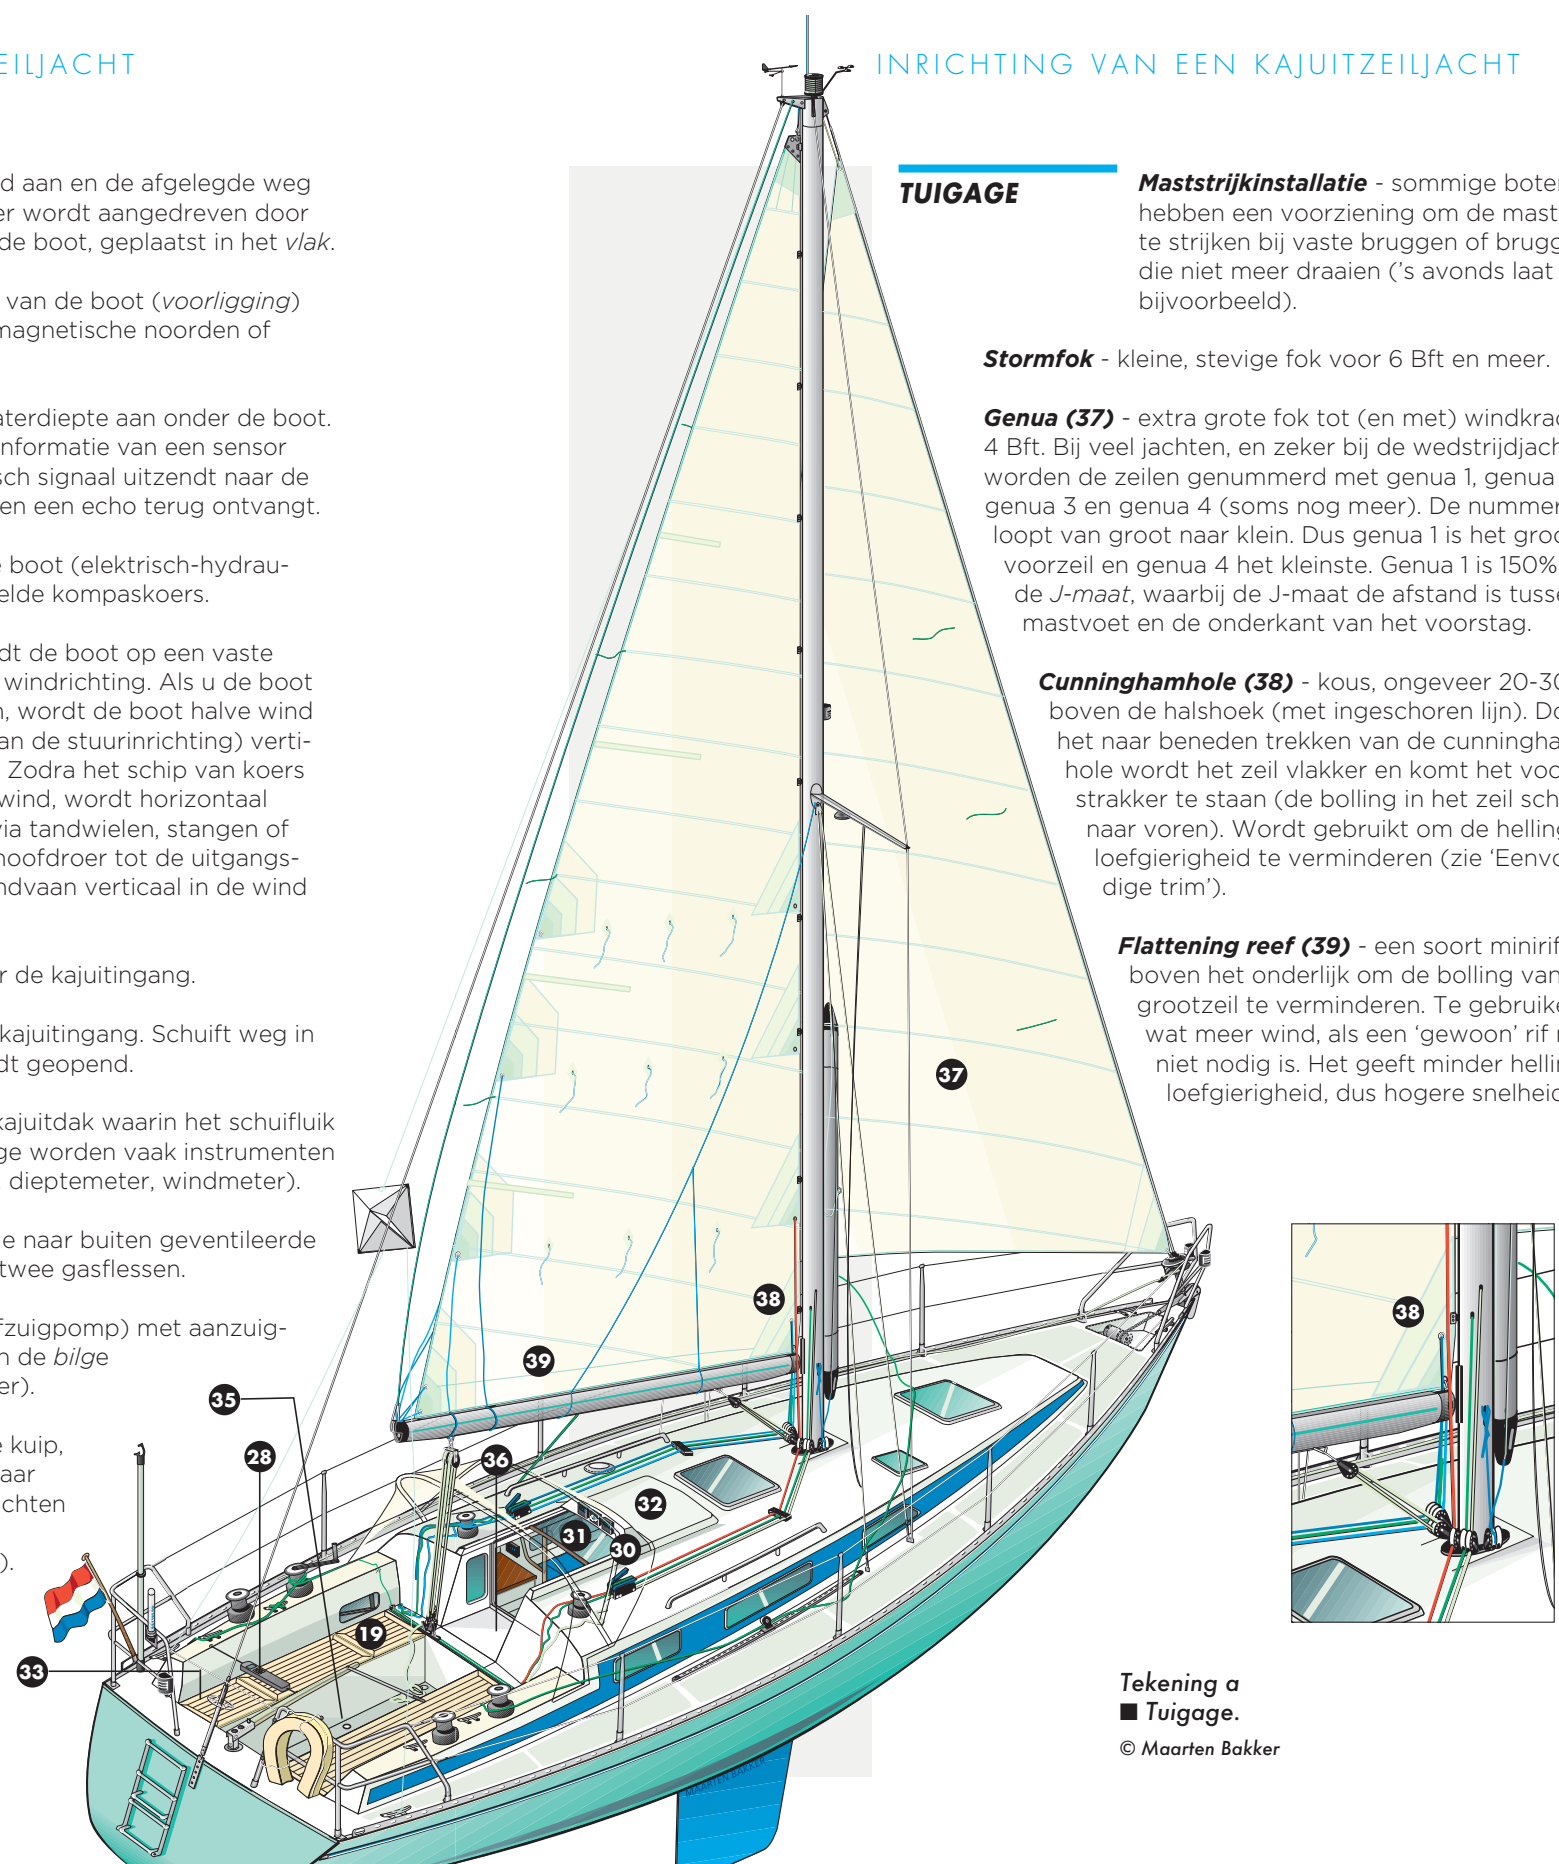 EILJACHT
INRICHTING VAN EEN KAJUITZEILJACHT
d aan en de afgelegde weg
er wordt aangedreven door
de boot, geplaatst in het vlak.
van de boot (voorligging)
magnetische noorden of
aterdiepte aan onder de boot.
nformatie van een sensor
sch signaal uitzendt naar de
en een echo terug ontvangt.
e boot (elektrisch-hydrau-
elde kompaskoers.
dt de boot op een vaste
windrichting. Als u de boot
n, wordt de boot halve wind
an de stuurinrichting) verti-
Zodra het schip van koers
wind, wordt horizontaal
via tandwielen, stangen of
hoofdroer tot de uitgangs-
ndvaan verticaal in de wind
r de kajuitingang.
kajuitingang. Schuift weg in
dt geopend.
kajuitdak waarin het schuifluik
ge worden vaak instrumenten
dieptemeter, windmeter).
e naar buiten geventileerde
twee gasflessen.
fzuigpomp) met aanzuig-
n de bilge
er).
e kuip,
aar
chten
).
TUIGAGE
Maststrijkinstallatie - sommige boten
hebben een voorziening om de mast
te strijken bij vaste bruggen of brugg
die niet meer draaien ('s avonds laat
bijvoorbeeld).
Stormfok - kleine, stevige fok voor 6 Bft en meer.
Genua (37) - extra grote fok tot (en met) windkrac
4 Bft. Bij veel jachten, en zeker bij de wedstrijdjach
worden de zeilen genummerd met genua 1, genua
genua 3 en genua 4 (soms nog meer). De nummer
loopt van groot naar klein. Dus genua 1 is het groo
voorzeil en genua 4 het kleinste. Genua 1 is 150%
de J-maat, waarbij de J-maat de afstand is tusse
mastvoet en de onderkant van het voorstag.
Cunninghamhole (38) - kous, ongeveer 20-30
boven de halshoek (met ingeschoren lijn). Do
het naar beneden trekken van de cunningha
hole wordt het zeil vlakker en komt het voo
strakker te staan (de bolling in het zeil sch
naar voren). Wordt gebruikt om de helling
loefgierigheid te verminderen (zie ‘Eenvo
dige trim’).
Flattening reef (39) - een soort minirif
boven het onderlijk om de bolling van
grootzeil te verminderen. Te gebruike
wat meer wind, als een ‘gewoon’ rif n
niet nodig is. Het geeft minder hellin
loefgierigheid, dus hogere snelheid
37
38
38
39
35
28
36
32
31
30
19
33
MAARTEN BAKKER
Tekening a
■ Tuigage.
© Maarten Bakker